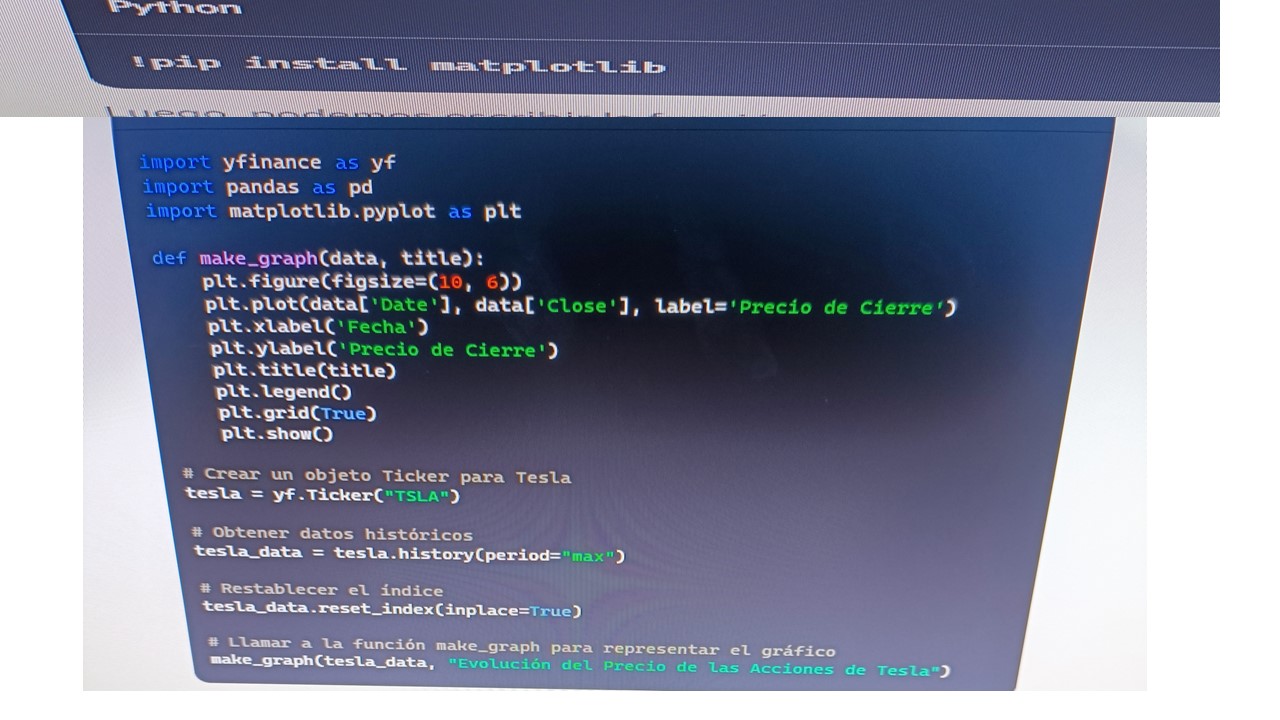 Python
!pip install matplotlib
Luego, podemos escribir la
import yfinance as yf
import pandas as pd
import matplotlib.pyplot as plt
def make_graph(data, title):
plt.figure(figsize=(10, 6))
plt.plot(data['Date'], data['Close'], label='Precio de Cierre')
plt.xlabel('Fecha')
plt.ylabel('Precio de Cierre')
plt.title(title)
plt.legend()
plt.grid(True)
plt.show()
# Crear un objeto Ticker para Tesla
tesla = yf.Ticker("TSLA")
# Obtener datos históricos
tesla_data = tesla.history(period="max")
# Restablecer el índice
tesla_data.reset_index(inplace=True)
# Llamar a la función make_graph para representar el gráfico
make_graph(tesla_data, "Evolución del Precio de las Acciones de Tesla")